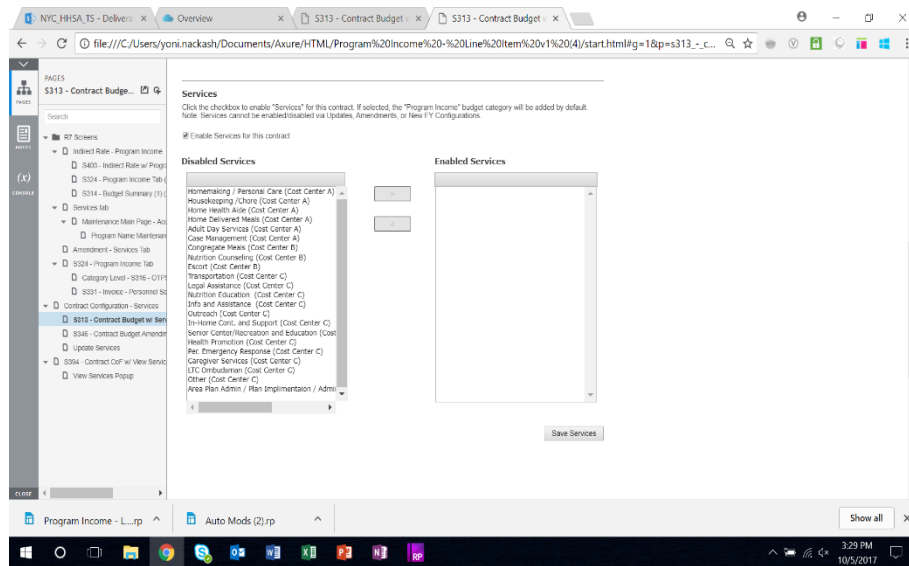 NYC_HHSA_TS - Delivera
Overview
S313 - Contract Budget
S313 - Contract Budget
file:///C:/Users/yoni.nackash/Documents/Axure/HTML/Program%20Income%20-%20Line%20Item%20v1%20(4)/start.html#g=1&p=s313_-_c...
PAGES
S313 - Contract Budge...
Search
R7 Screens
Indirect Rate - Program Income
S403 - Indirect Rate w/ Progra
S324 - Program Income Tab (
S314 - Budget Summary (1) (
Services tab
Maintenance Main Page - Acc
Program Name Maintenan
Amendment - Services Tab
S324 - Program Income Tab
Category Level - S316 - OTPS
S331 - Invoice - Personnel Se
Contract Configuration - Services
S313 - Contract Budget w/ Serv
S346 - Contract Budget Amendm
Update Services
S394 - Contract CoF w/ View Servic
View Services Popup
PAGES
NOTES
(x)
CONSOLE
CLOSE
Services
Click the checkbox to enable "Services" for this contract. If selected, the "Program Income" budget category will be added by default.
Note: Services cannot be enabled/disabled via Updates, Amendments, or New FY Configurations.
Enable Services for this contract
Disabled Services
Enabled Services
Homemaking / Personal Care (Cost Center A)
Housekeeping /Chore (Cost Center A)
Home Health Aide (Cost Center A)
Home Delivered Meals (Cost Center A)
Adult Day Services (Cost Center A)
Case Management (Cost Center A)
Congregate Meals (Cost Center B)
Nutrition Counseling (Cost Center B)
Escort (Cost Center B)
Transportation (Cost Center C)
Legal Assistance (Cost Center C)
Nutrition Education (Cost Center C)
Info and Assistance (Cost Center C)
Outreach (Cost Center C)
In-Home Cont. and Support (Cost Center C)
Senior Center/Recreation and Education (Cost
Health Promotion (Cost Center C)
Per. Emergency Response (Cost Center C)
Caregiver Services (Cost Center C)
LTC Ombudsman (Cost Center C)
Other (Cost Center C)
Area Plan Admin / Plan Implimentaion / Admin
>
<
Save Services
Program Income - L....rp
Auto Mods (2).rp
Show all
3:29 PM
10/5/2017